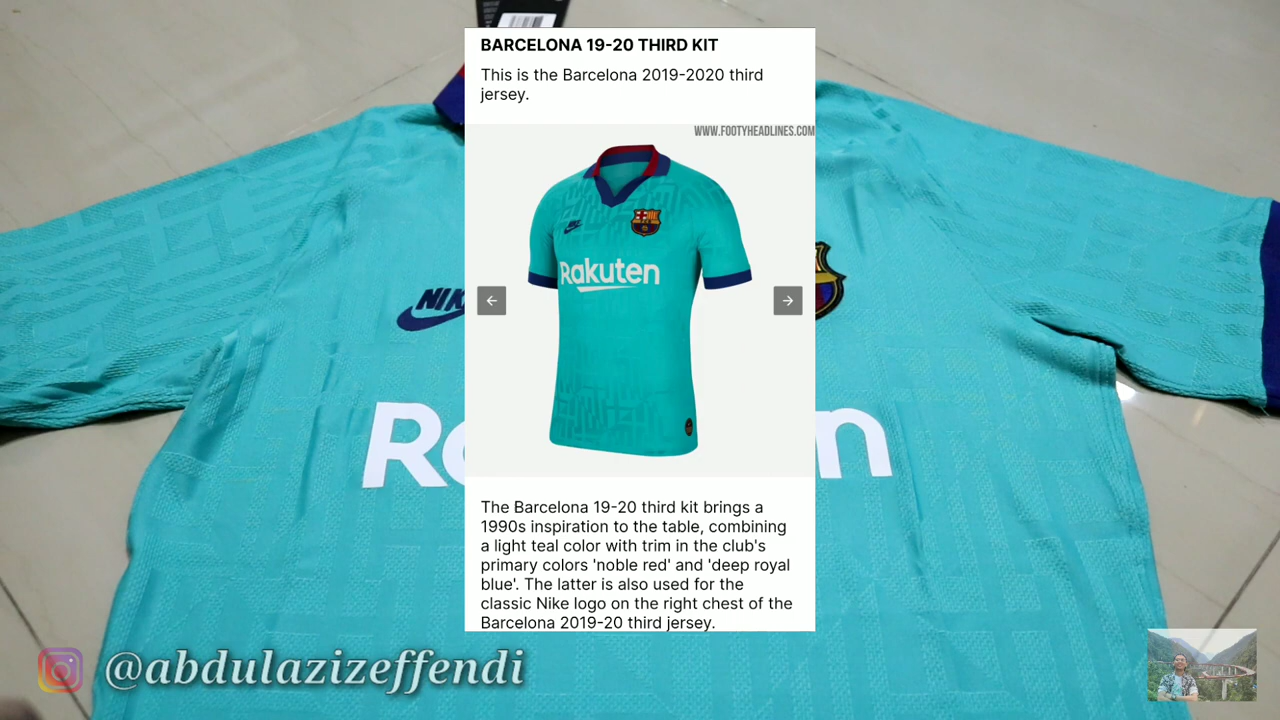 BARCELONA 19-20 THIRD KIT
This is the Barcelona 2019-2020 third
jersey.
WWW.FOOTYHEADLINES.COM
NIKE
Rakuten
The Barcelona 19-20 third kit brings a
1990s inspiration to the table, combining
a light teal color with trim in the club's
primary colors 'noble red' and 'deep royal
blue'. The latter is also used for the
classic Nike logo on the right chest of the
Barcelona 2019-20 third jersey.
NIK
R
n
@abdulazizeffendi